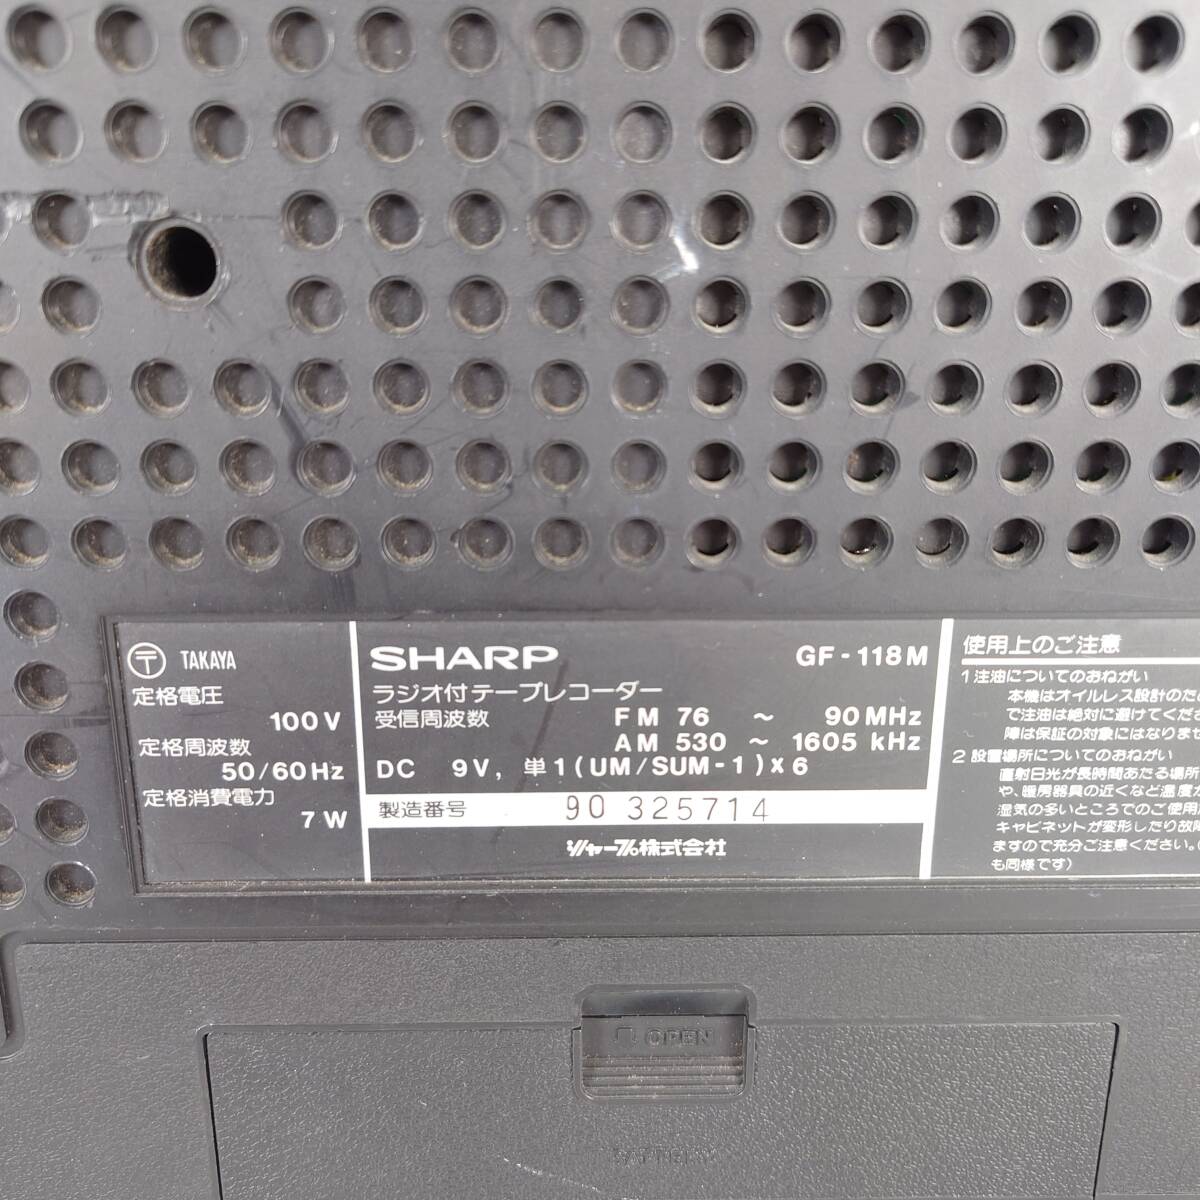 〒 TAKAYA
定格電圧
100V
定格周波数
50/60Hz
定格消費電力
7W
SHARP GF-118M
ラジオ付テープレコーダー
受信周波数 FM 76 ～ 90MHz
AM 530 ～ 1605 kHz
DC 9V, 単1(UM/SUM-1)×6
製造番号 90 325714
シャープ株式会社
使用上のご注意
1 注油についてのおねがい
本機はオイルレス設計のため
で注油は絶対に避けてくだ
障は保証の対象にはなりませ
2 設置場所についてのおねがい
直射日光が長時間あたる場所
や、暖房器具の近くなど温度が
湿気の多いところでのご使用
キャビネットが変形したり故障
ますので充分ご注意ください。(
も同様です)
OPEN